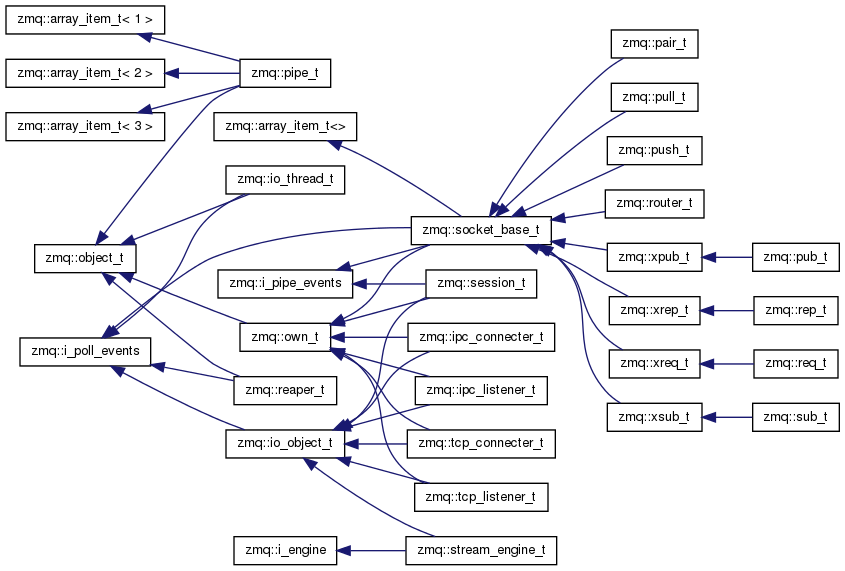 zmq::array_item_t< 1 >
zmq::array_item_t< 2 >
zmq::array_item_t< 3 >
zmq::object_t
zmq::i_poll_events
zmq::pipe_t
zmq::array_item_t<>
zmq::io_thread_t
zmq::i_pipe_events
zmq::own_t
zmq::reaper_t
zmq::io_object_t
zmq::i_engine
zmq::socket_base_t
zmq::session_t
zmq::ipc_connecter_t
zmq::ipc_listener_t
zmq::tcp_connecter_t
zmq::tcp_listener_t
zmq::stream_engine_t
zmq::pair_t
zmq::pull_t
zmq::push_t
zmq::router_t
zmq::xpub_t
zmq::xrep_t
zmq::xreq_t
zmq::xsub_t
zmq::pub_t
zmq::rep_t
zmq::req_t
zmq::sub_t